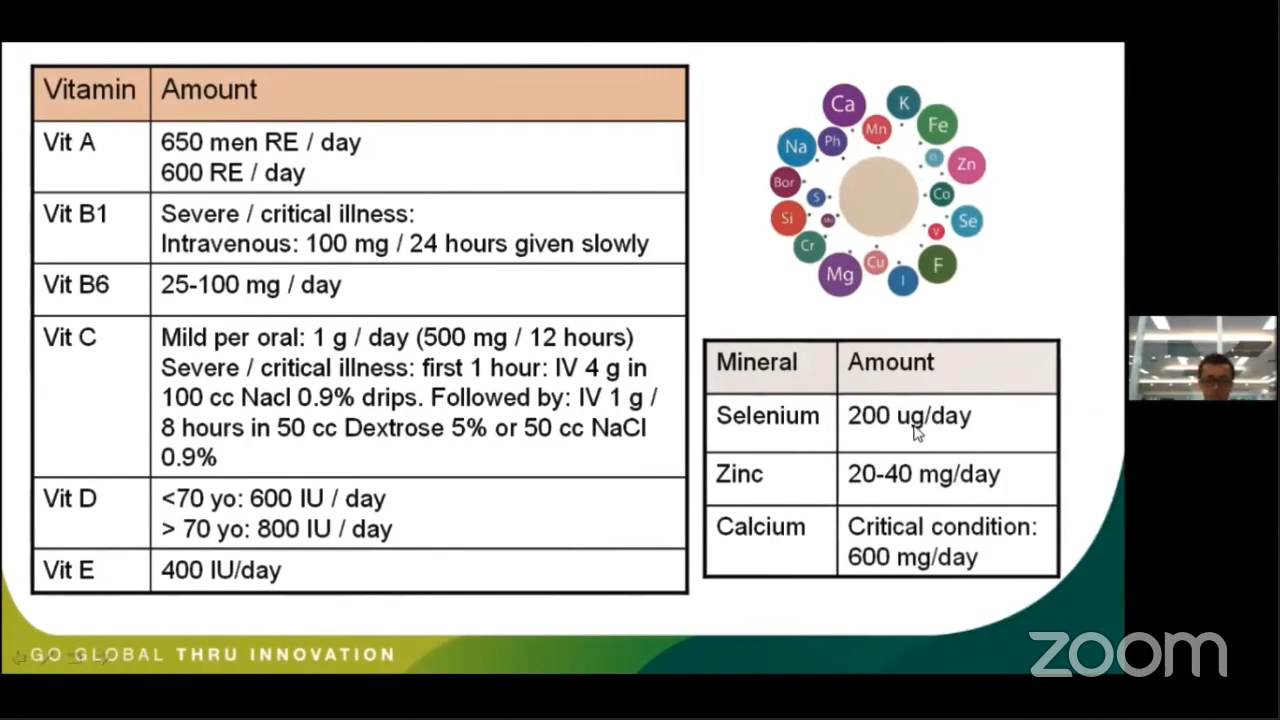 Vitamin
Amount
Vit A
650 men RE / day
600 RE / day
Vit B1
Severe / critical illness:
Intravenous: 100 mg / 24 hours given slowly
Vit B6
25-100 mg / day
Vit C
Mild per oral: 1 g / day (500 mg / 12 hours)
Severe / critical illness: first 1 hour: IV 4 g in
100 cc Nacl 0.9% drips. Followed by: IV 1 g /
8 hours in 50 cc Dextrose 5% or 50 cc NaCl
0.9%
Vit D
<70 yo: 600 IU / day
> 70 yo: 800 IU / day
Vit E
400 IU/day
Ca
K
Mn
Fe
Na
Ph
Zn
Bor
S
Co
Si
Se
V
Cr
Cu
F
Mg
I
Mineral
Amount
Selenium
200 ug/day
Zinc
20-40 mg/day
Calcium
Critical condition:
600 mg/day
GO GLOBAL THRU INNOVATION
zoom